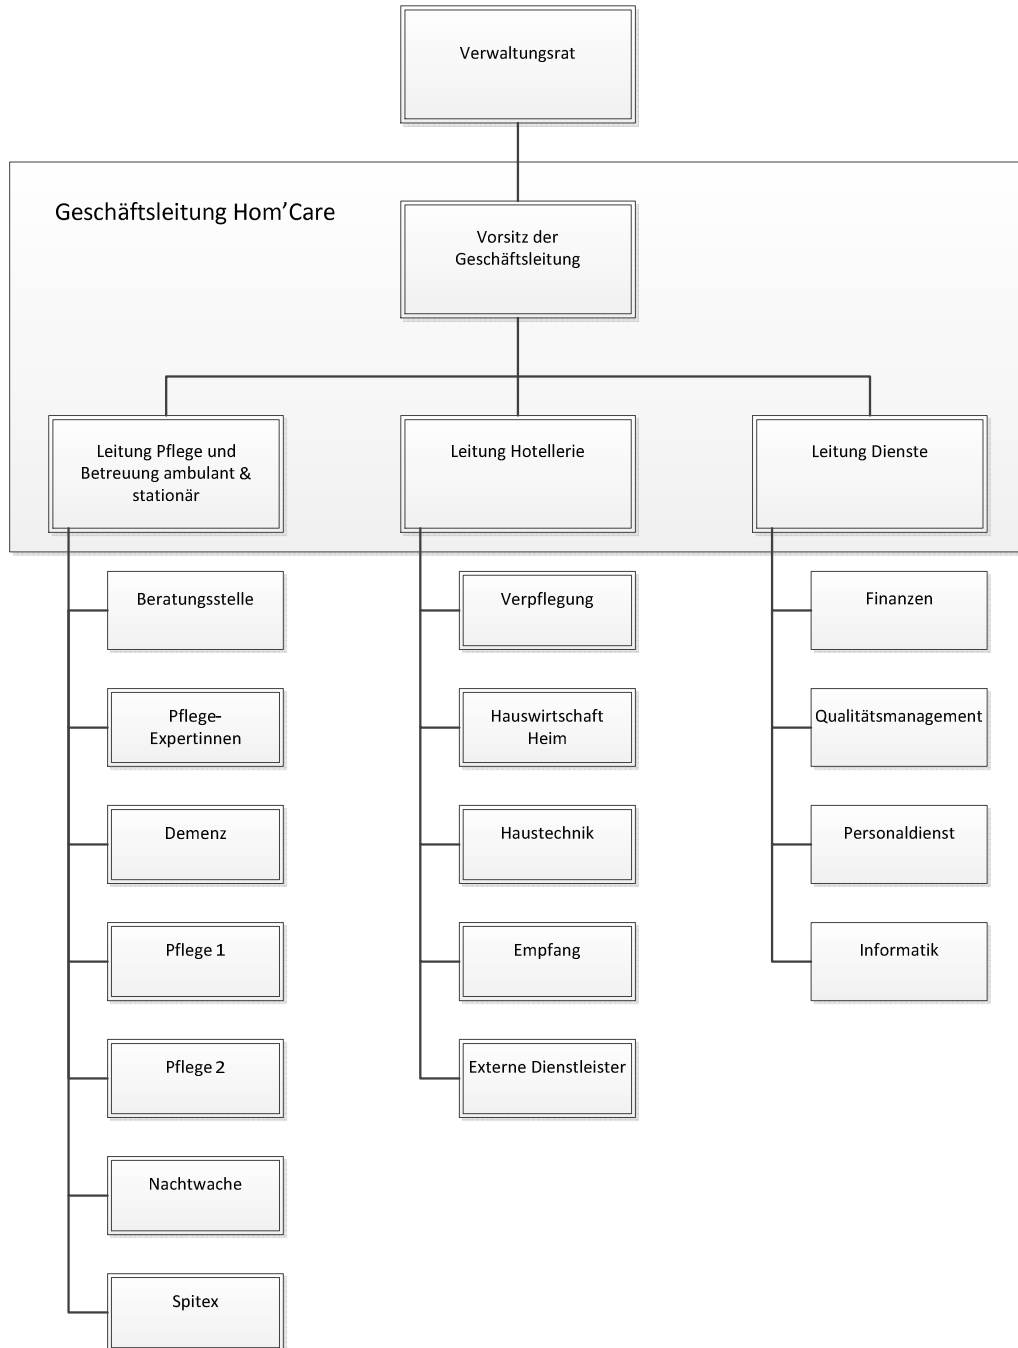 Verwaltungsrat
Geschäftsleitung Hom’Care
Vorsitz der
Geschäftsleitung
Leitung Pflege und
Betreuung ambulant &
stationär
Leitung Hotellerie
Leitung Dienste
Beratungsstelle
Pflege-
Expertinnen
Demenz
Pflege 1
Pflege 2
Nachtwache
Spitex
Verpflegung
Hauswirtschaft
Heim
Haustechnik
Empfang
Externe Dienstleister
Finanzen
Qualitätsmanagement
Personaldienst
Informatik